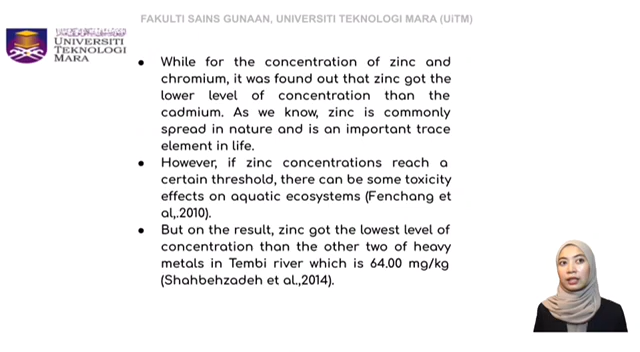 FAKULTI SAINS GUNAAN, UNIVERSITI TEKNOLOGI MARA (UiTM)
UNIVERSITI
TEKNOLOGI
MARA
● While for the concentration of zinc and
chromium, it was found out that zinc got the
lower level of concentration than the
cadmium. As we know, zinc is commonly
spread in nature and is an important trace
element in life.
● However, if zinc concentrations reach a
certain threshold, there can be some toxicity
effects on aquatic ecosystems (Fenchang et
al,.2010).
● But on the result, zinc got the lowest level of
concentration than the other two of heavy
metals in Tembi river which is 64.00 mg/kg
(Shahbehzadeh et al.,2014).